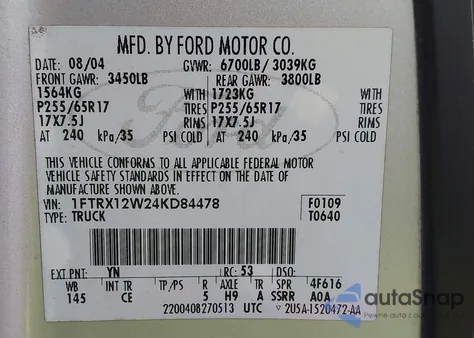 MFD. BY FORD MOTOR CO.
DATE: 08/04 GVWR: 6700LB/ 3039KG
FRONT GAWR: 3450LB REAR GAWR: 3800LB
1564KG WITH 1723KG WITH
P255/65R17 TIRES P255/65R17 TIRES
17X7.5J RIMS 17X7.5J RIMS
AT 240 kPa/35 PSI COLD AT 240 kPa/35 PSI COLD
Ford
THIS VEHICLE CONFORMS TO ALL APPLICABLE FEDERAL MOTOR
VEHICLE SAFETY STANDARDS IN EFFECT ON THE DATE OF
MANUFACTURE SHOWN ABOVE.
VIN: 1FTRX12W24KD84478 F0109
TYPE: TRUCK T0640
EXT PNT: YN RC: 53 DSO:
WB INT TR TP/PS R AXLE TR SPR 4F616
145 CE 5 H9 A SSRR A0A
2200408270513 UTC 2U5A-1520472-AA
autoSnap
Pewne auto z dowolnego